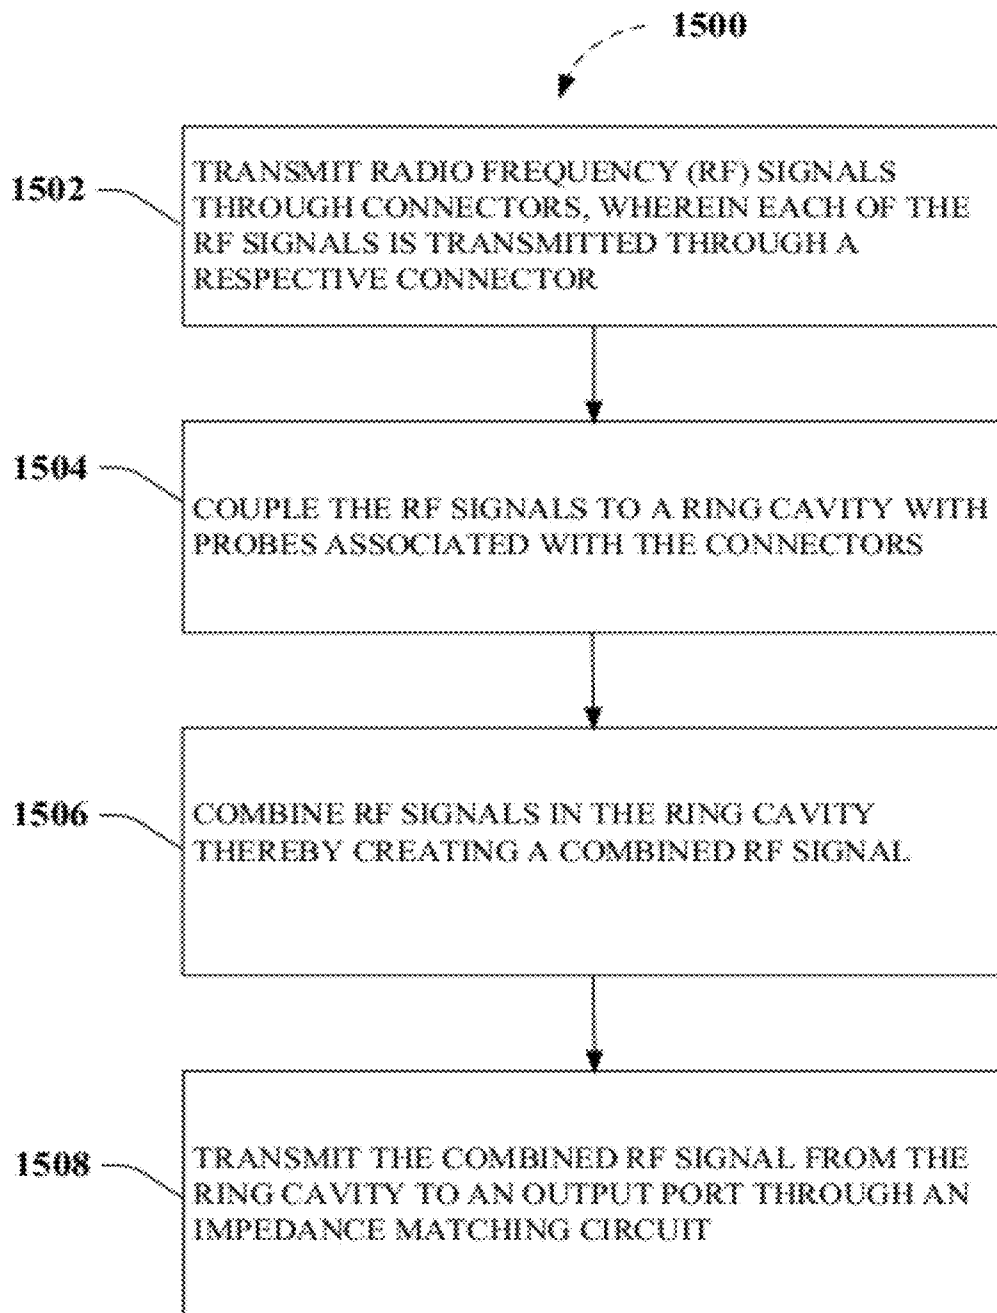 1500
1502
TRANSMIT RADIO FREQUENCY (RF) SIGNALS
THROUGH CONNECTORS, WHEREIN EACH OF THE
RF SIGNALS IS TRANSMITTED THROUGH A
RESPECTIVE CONNECTOR
1504
COUPLE THE RF SIGNALS TO A RING CAVITY WITH
PROBES ASSOCIATED WITH THE CONNECTORS
1506
COMBINE RF SIGNALS IN THE RING CAVITY
THEREBY CREATING A COMBINED RF SIGNAL
1508
TRANSMIT THE COMBINED RF SIGNAL FROM THE
RING CAVITY TO AN OUTPUT PORT THROUGH AN
IMPEDANCE MATCHING CIRCUIT